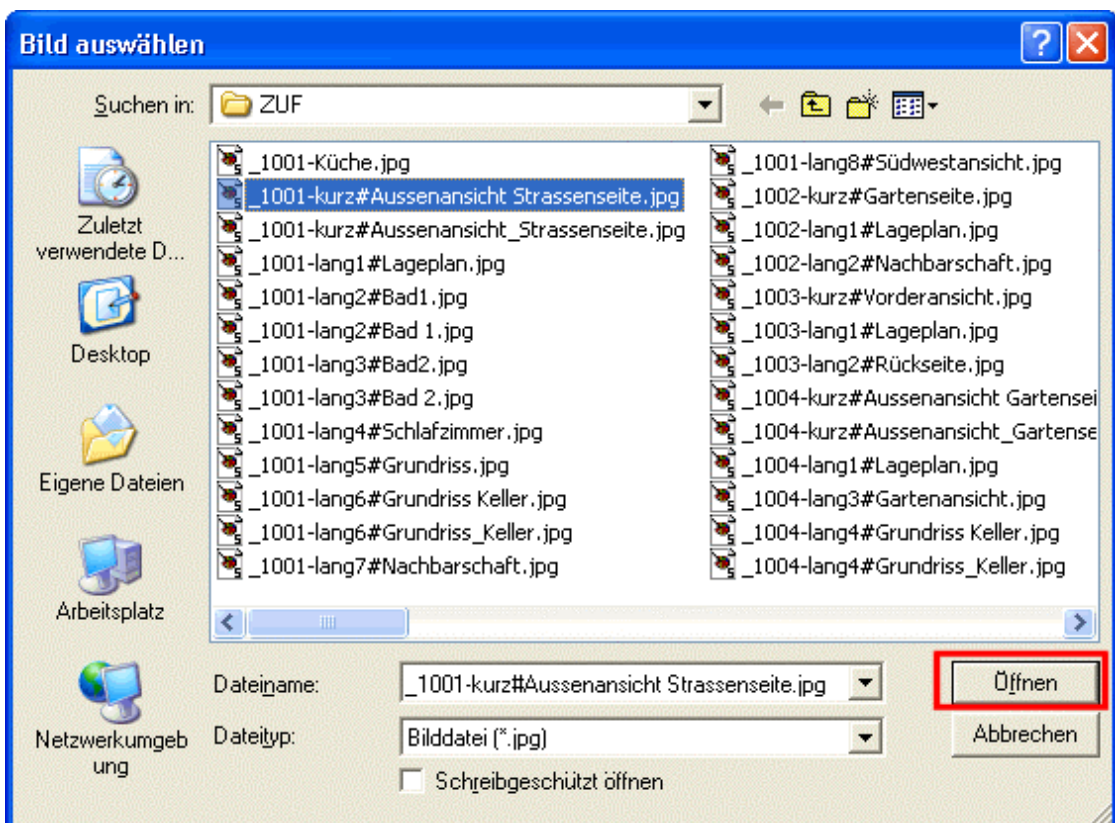 Bild auswählen
Suchen in:
ZUF
Zuletzt
verwendete D...
Desktop
Eigene Dateien
Arbeitsplatz
Netzwerkumgeb
ung
_1001-Küche.jpg
_1001-kurz#Aussenansicht Strassenseite.jpg
_1001-kurz#Aussenansicht_Strassenseite.jpg
_1001-lang1#Lageplan.jpg
_1001-lang2#Bad1.jpg
_1001-lang2#Bad 1.jpg
_1001-lang3#Bad2.jpg
_1001-lang3#Bad 2.jpg
_1001-lang4#Schlafzimmer.jpg
_1001-lang5#Grundriss.jpg
_1001-lang6#Grundriss Keller.jpg
_1001-lang6#Grundriss_Keller.jpg
_1001-lang7#Nachbarschaft.jpg
_1001-lang8#Südwestansicht.jpg
_1002-kurz#Gartenseite.jpg
_1002-lang1#Lageplan.jpg
_1002-lang2#Nachbarschaft.jpg
_1003-kurz#Vorderansicht.jpg
_1003-lang1#Lageplan.jpg
_1003-lang2#Rückseite.jpg
_1004-kurz#Aussenansicht Gartensei
_1004-kurz#Aussenansicht_Gartense
_1004-lang1#Lageplan.jpg
_1004-lang3#Gartenansicht.jpg
_1004-lang4#Grundriss Keller.jpg
_1004-lang4#Grundriss_Keller.jpg
Dateiname:
_1001-kurz#Aussenansicht Strassenseite.jpg
Öffnen
Dateityp:
Bilddatei (*.jpg)
Abbrechen
Schreibgeschützt öffnen